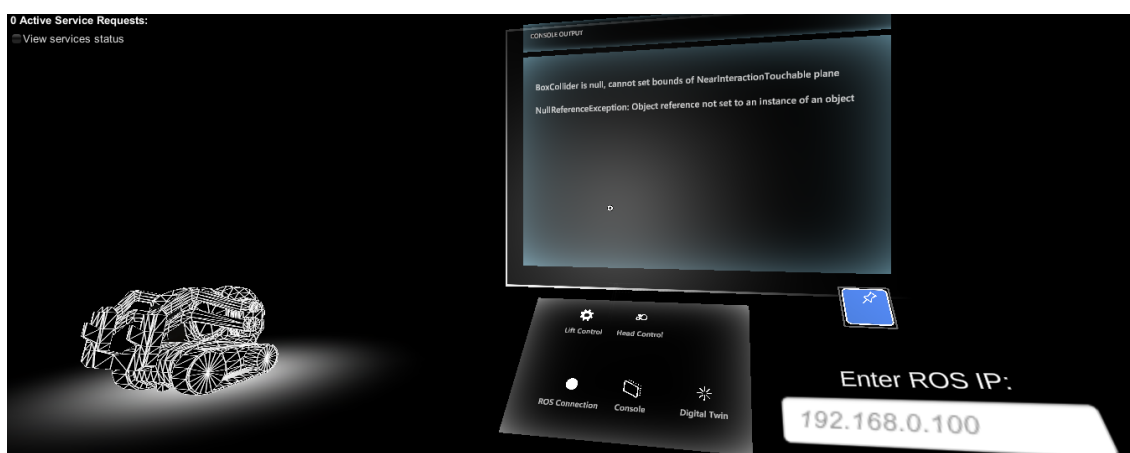 0 Active Service Requests:
View services status
CONSOLE OUTPUT
BoxCollider is null, cannot set bounds of NearInteractionTouchable plane
NullReferenceException: Object reference not set to an instance of an object
Lift Control
Head Control
ROS Connection
Console
Digital Twin
Enter ROS IP:
192.168.0.100